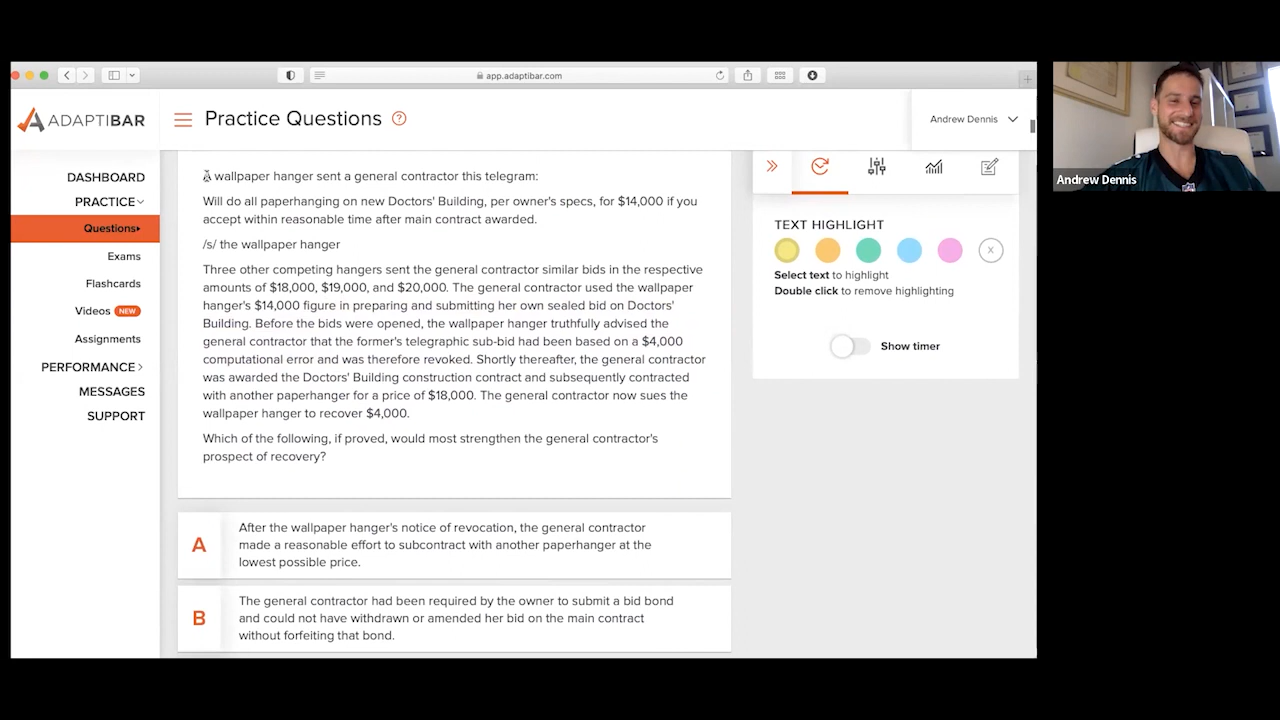 app.adaptibar.com
ADAPTIBAR
Practice Questions ?
Andrew Dennis
DASHBOARD
PRACTICE
Questions
Exams
Flashcards
Videos NEW
Assignments
PERFORMANCE
MESSAGES
SUPPORT
A wallpaper hanger sent a general contractor this telegram:
Will do all paperhanging on new Doctors' Building, per owner's specs, for $14,000 if you
accept within reasonable time after main contract awarded.
/s/ the wallpaper hanger
Three other competing hangers sent the general contractor similar bids in the respective
amounts of $18,000, $19,000, and $20,000. The general contractor used the wallpaper
hanger's $14,000 figure in preparing and submitting her own sealed bid on Doctors'
Building. Before the bids were opened, the wallpaper hanger truthfully advised the
general contractor that the former's telegraphic sub-bid had been based on a $4,000
computational error and was therefore revoked. Shortly thereafter, the general contractor
was awarded the Doctors' Building construction contract and subsequently contracted
with another paperhanger for a price of $18,000. The general contractor now sues the
wallpaper hanger to recover $4,000.
Which of the following, if proved, would most strengthen the general contractor's
prospect of recovery?
A
After the wallpaper hanger's notice of revocation, the general contractor
made a reasonable effort to subcontract with another paperhanger at the
lowest possible price.
B
The general contractor had been required by the owner to submit a bid bond
and could not have withdrawn or amended her bid on the main contract
without forfeiting that bond.
TEXT HIGHLIGHT
Select text to highlight
Double click to remove highlighting
Show timer
Andrew Dennis